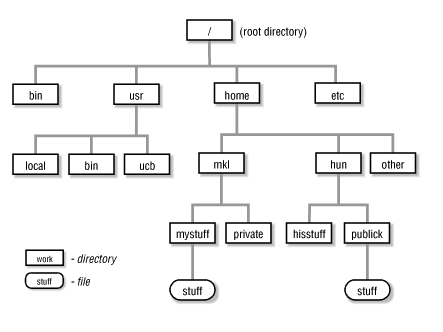 / (root directory)
bin usr home etc
local bin ucb mkl hun other
mystuff private hisstuff publick
work - directory
stuff - file
stuff stuff